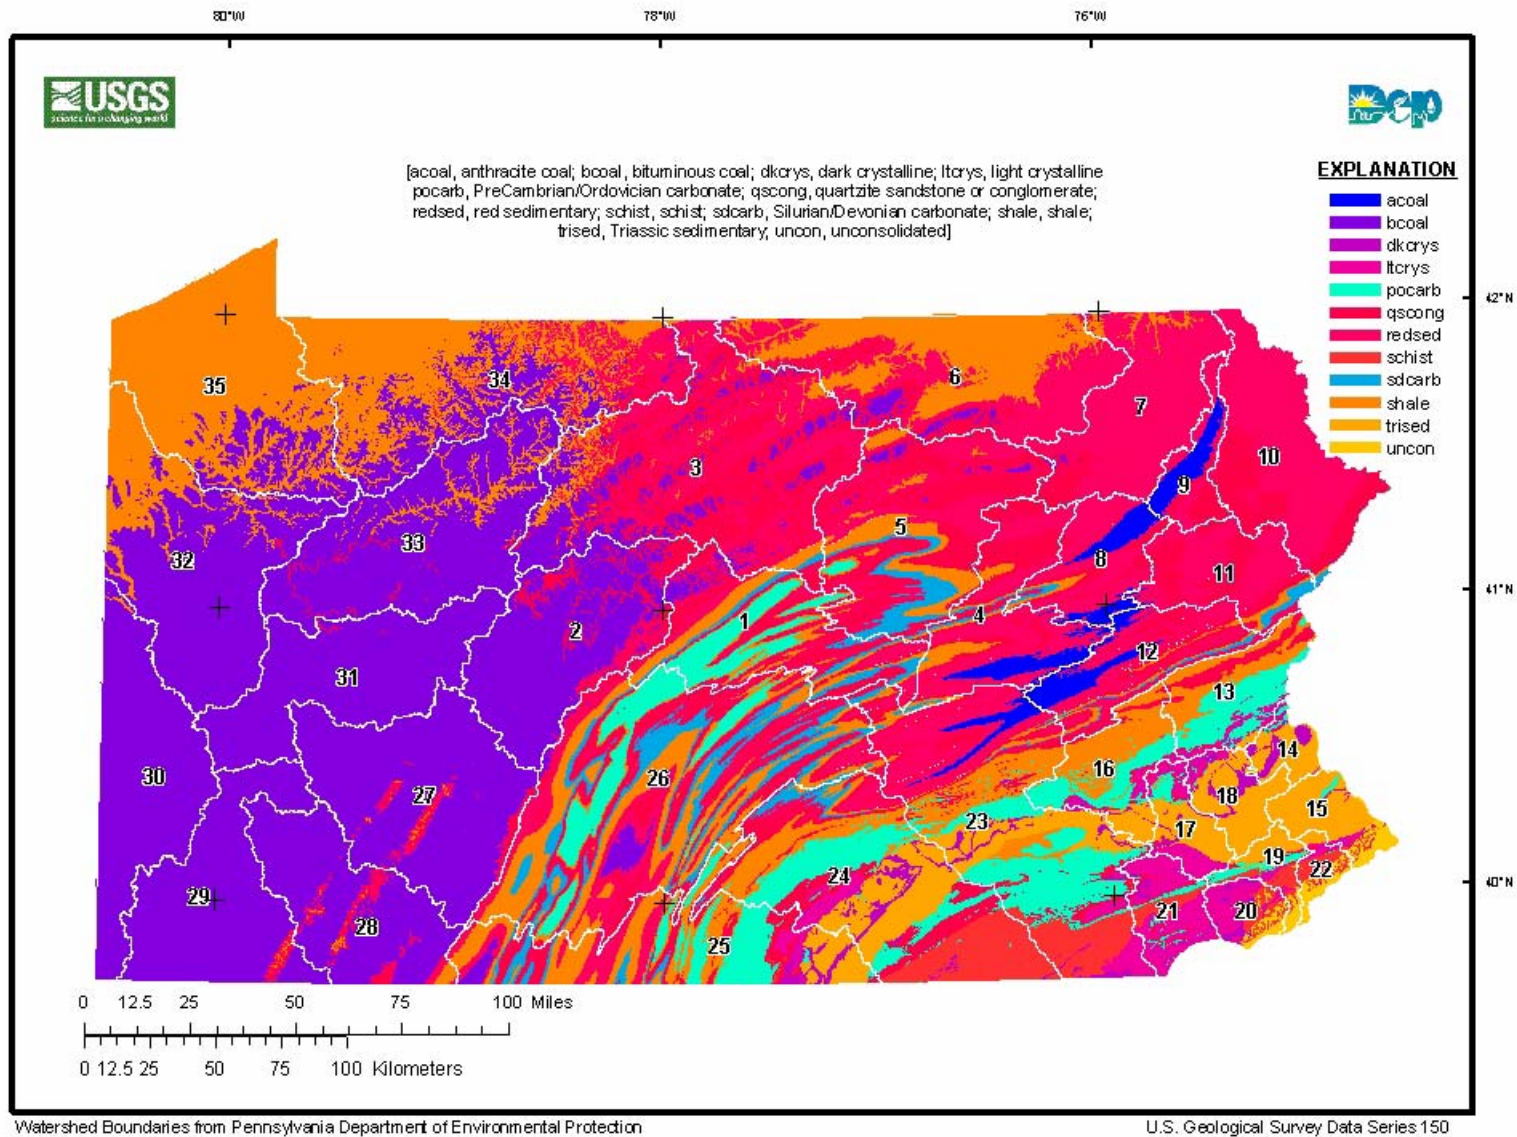 80°W 78°W 76°W
USGS
science for a changing world
Dep
[acoal, anthracite coal; bcoal, bituminous coal; dkcrys, dark crystalline; ltcrys, light crystalline
pocarb, PreCambrian/Ordovician carbonate; qscong, quartzite sandstone or conglomerate;
redsed, red sedimentary; schist, schist; sdcarb, Silurian/Devonian carbonate; shale, shale;
trised, Triassic sedimentary; uncon, unconsolidated]
EXPLANATION
acoal
bcoal
dkcrys
ltcrys
pocarb
qscong
redsed
schist
sdcarb
shale
trised
uncon
42°N
35
34
6
7
3
10
9
5
33
32
8
11
41°N
1
4
2
12
31
13
14
16
30
26
27
18
15
23
17
19
24
22
40°N
29
21
20
28
25
0 12.5 25 50 75 100 Miles
0 12.5 25 50 75 100 Kilometers
Watershed Boundaries from Pennsylvania Department of Environmental Protection
U.S. Geological Survey Data Series 150